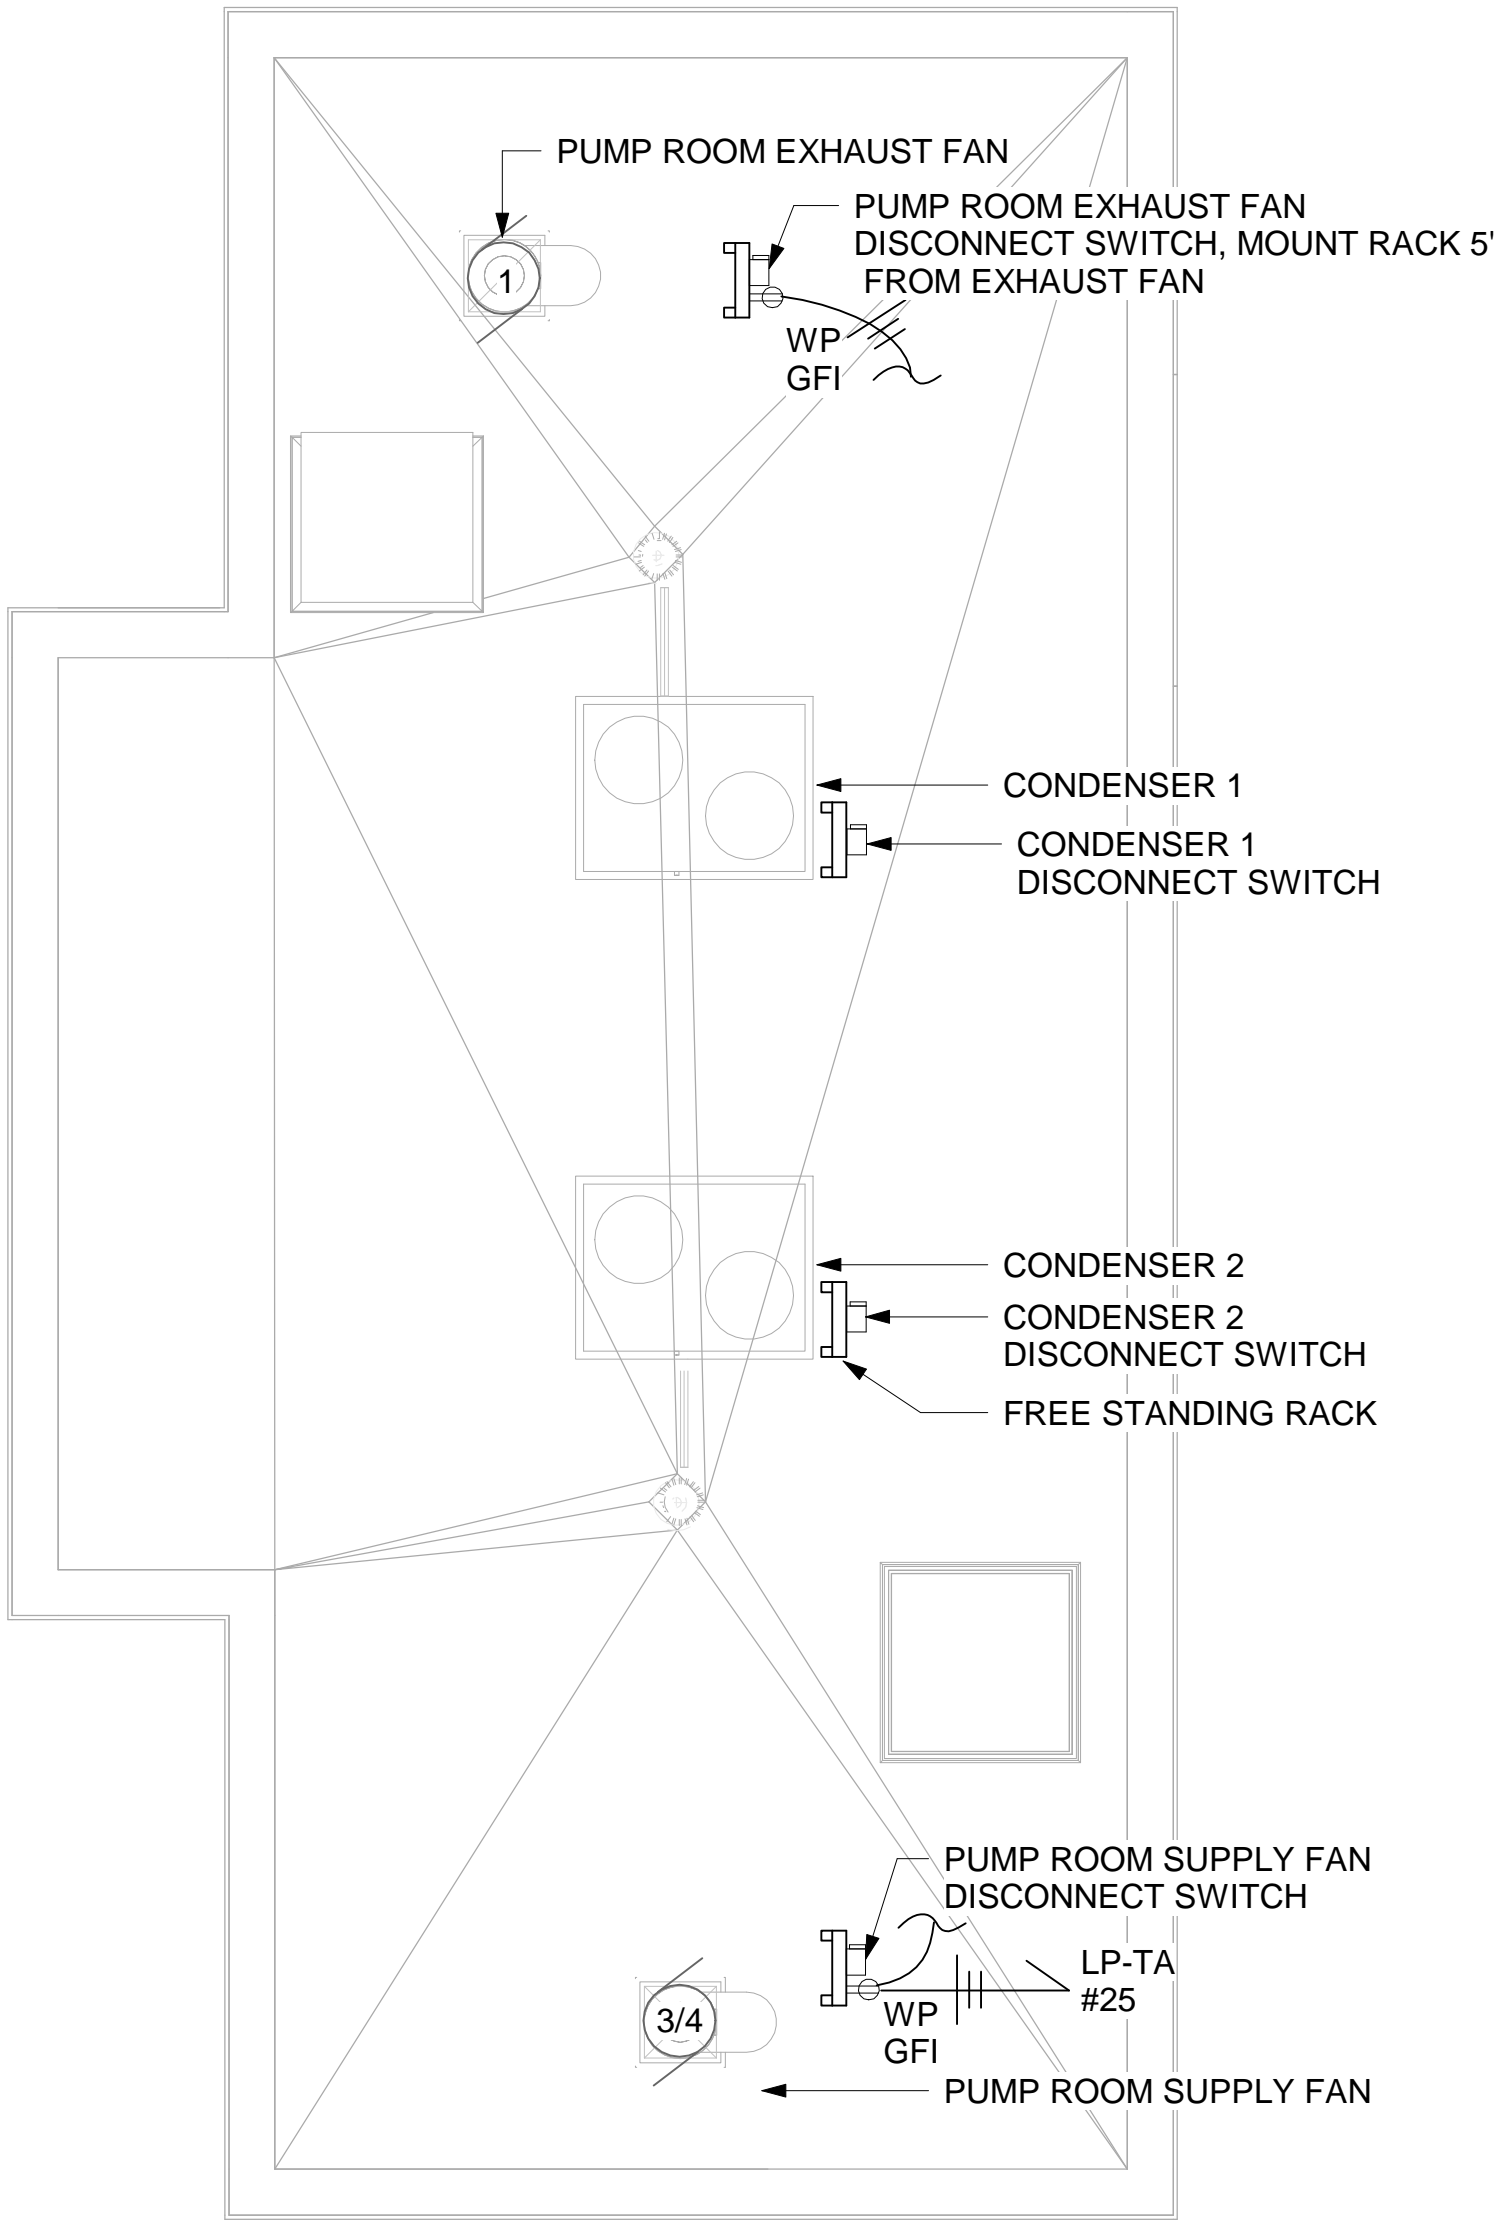 PUMP ROOM EXHAUST FAN
PUMP ROOM EXHAUST FAN
DISCONNECT SWITCH, MOUNT RACK 5'
FROM EXHAUST FAN
1
WP
GFI
CONDENSER 1
CONDENSER 1
DISCONNECT SWITCH
CONDENSER 2
CONDENSER 2
DISCONNECT SWITCH
FREE STANDING RACK
PUMP ROOM SUPPLY FAN
DISCONNECT SWITCH
LP-TA
#25
WP
GFI
3/4
PUMP ROOM SUPPLY FAN